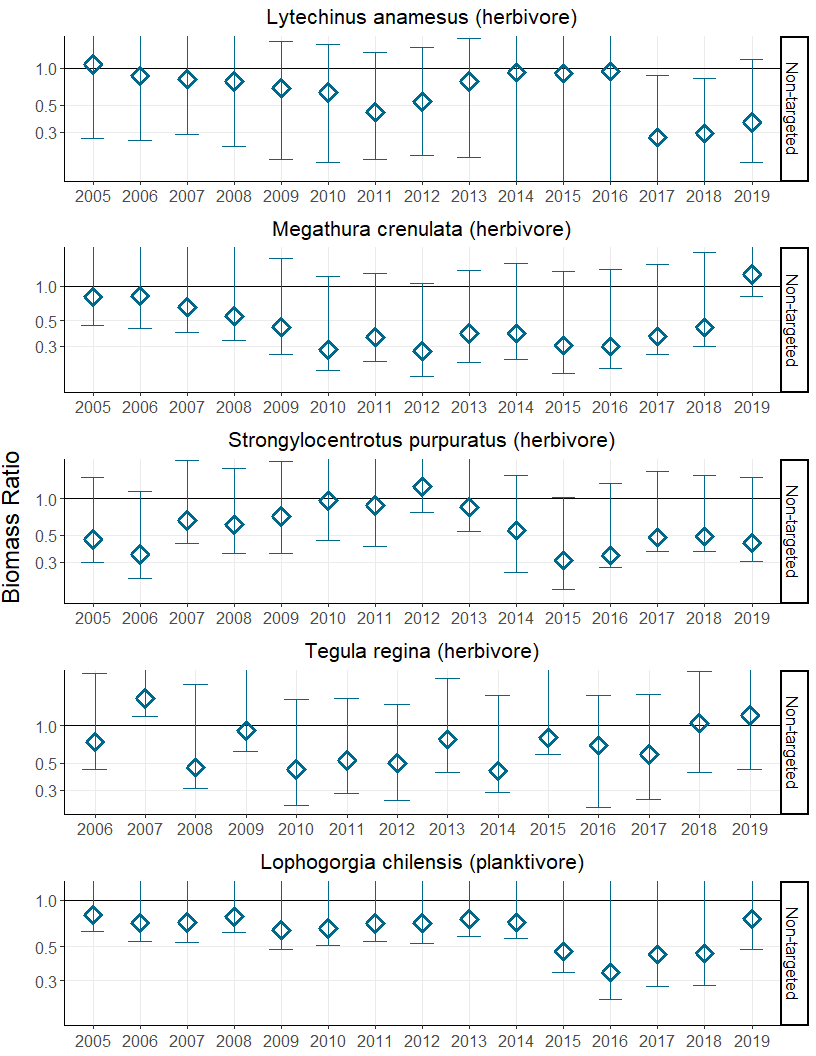 Lytechinus anamesus (herbivore)
1.0
0.5
0.3
Non-targeted
2005 2006 2007 2008 2009 2010 2011 2012 2013 2014 2015 2016 2017 2018 2019
Megathura crenulata (herbivore)
1.0
0.5
0.3
Non-targeted
2005 2006 2007 2008 2009 2010 2011 2012 2013 2014 2015 2016 2017 2018 2019
Biomass Ratio
Strongylocentrotus purpuratus (herbivore)
1.0
0.5
0.3
Non-targeted
2005 2006 2007 2008 2009 2010 2011 2012 2013 2014 2015 2016 2017 2018 2019
Tegula regina (herbivore)
1.0
0.5
0.3
Non-targeted
2006 2007 2008 2009 2010 2011 2012 2013 2014 2015 2016 2017 2018 2019
Lophogorgia chilensis (planktivore)
1.0
0.5
0.3
Non-targeted
2005 2006 2007 2008 2009 2010 2011 2012 2013 2014 2015 2016 2017 2018 2019